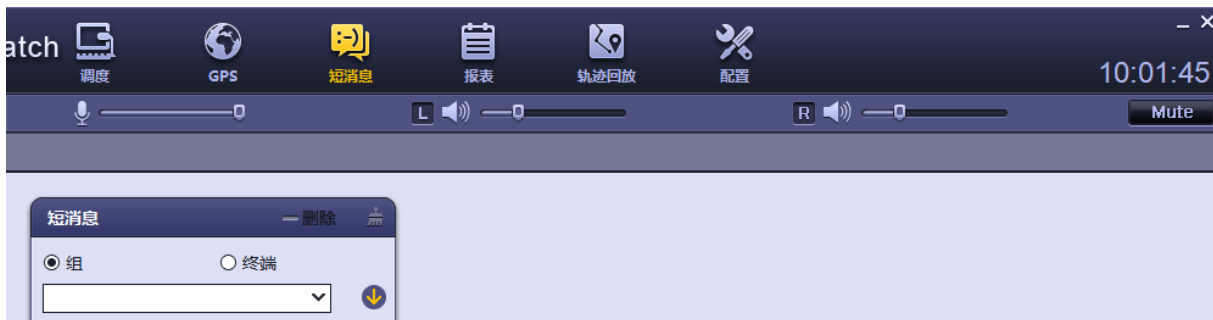 atch
调度 GPS 短消息 报表 轨迹回放 配置
10:01:45
L R Mute
短消息 删除
组 终端